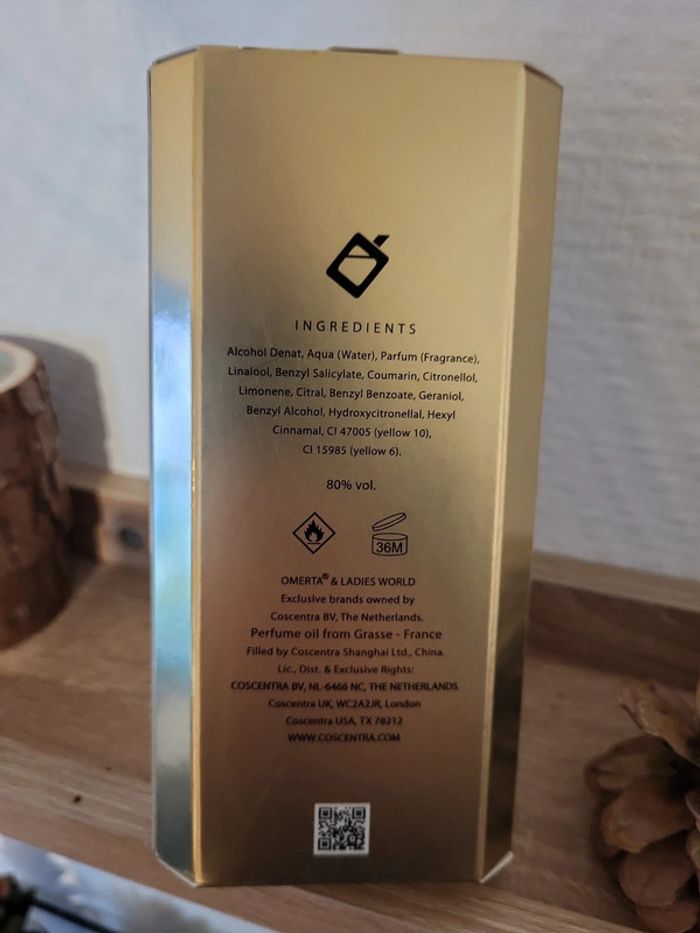 INGREDIENTS
Alcohol Denat, Aqua (Water), Parfum (Fragrance),
Linalool, Benzyl Salicylate, Coumarin, Citronellol,
Limonene, Citral, Benzyl Benzoate, Geraniol,
Benzyl Alcohol, Hydroxycitronellal, Hexyl
Cinnamal, CI 47005 (yellow 10),
CI 15985 (yellow 6).
80% vol.
36M
OMERTA® & LADIES WORLD
Exclusive brands owned by
Coscentra BV, The Netherlands.
Perfume oil from Grasse - France
Filled by Coscentra Shanghai Ltd., China.
Lic., Dist. & Exclusive Rights:
COSCENTRA BV, NL-6466 NC, THE NETHERLANDS
Coscentra UK, WC2A2JR, London
Coscentra USA, TX 78212
WWW.COSCENTRA.COM